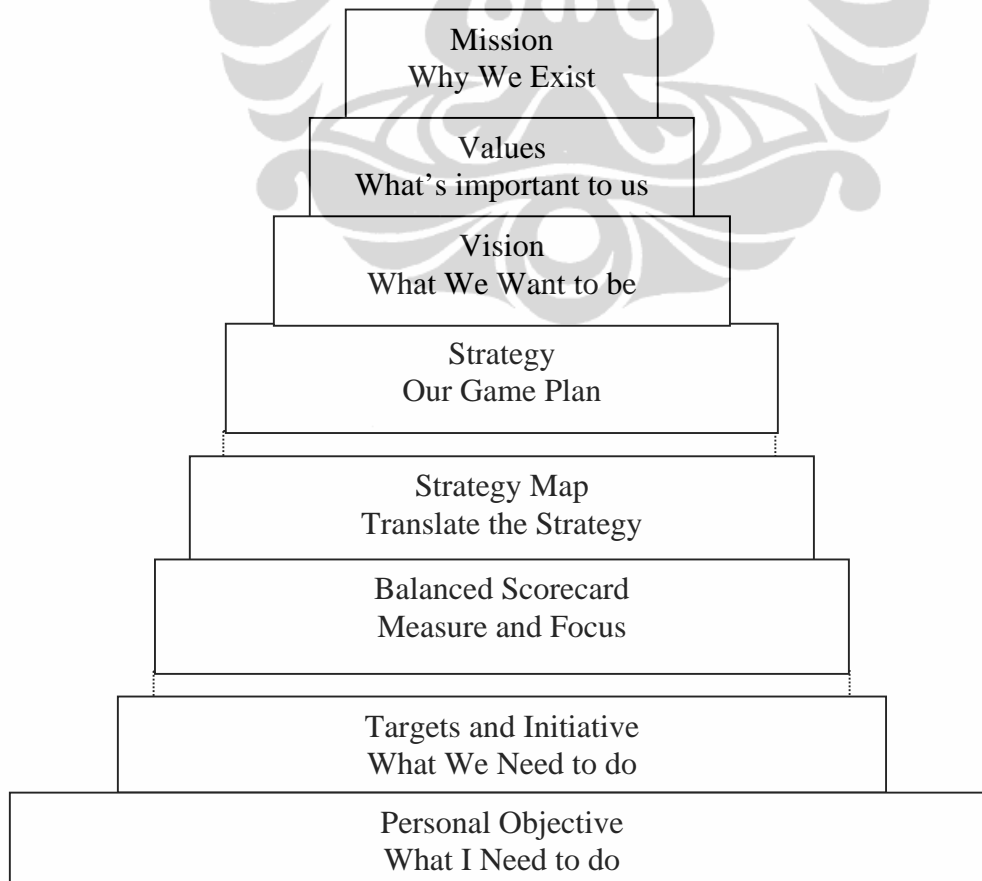 Mission
Why We Exist
Values
What's important to us
Vision
What We Want to be
Strategy
Our Game Plan
Strategy Map
Translate the Strategy
Balanced Scorecard
Measure and Focus
Targets and Initiative
What We Need to do
Personal Objective
What I Need to do